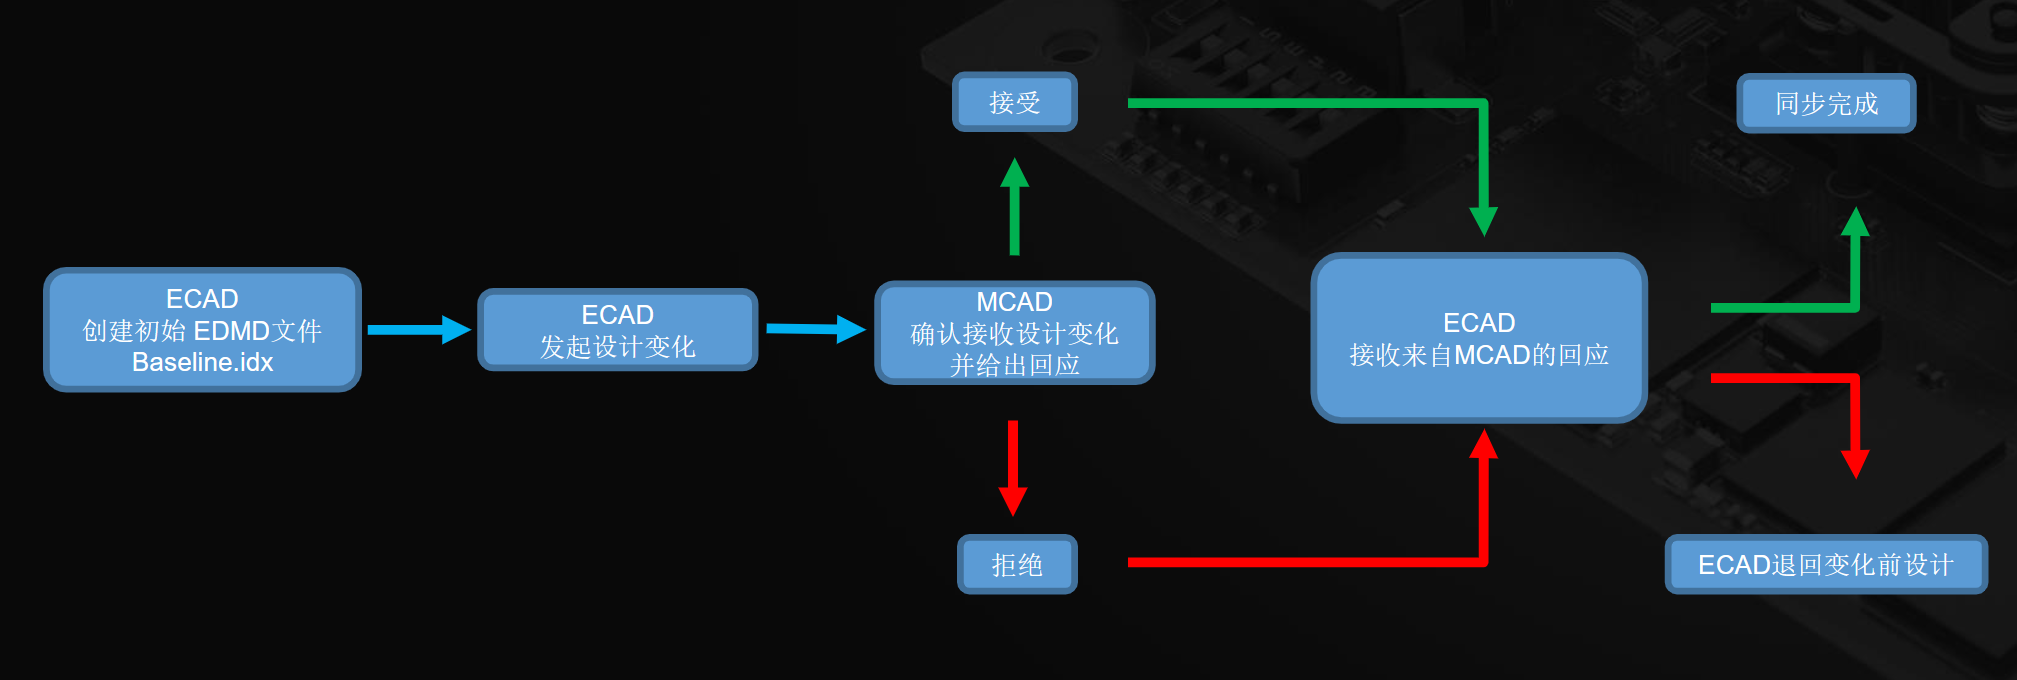 ECAD
创建初始 EDMD文件
Baseline.idx
ECAD
发起设计变化
MCAD
确认接收设计变化
并给出回应
接受
拒绝
ECAD
接收来自MCAD的回应
同步完成
ECAD退回变化前设计